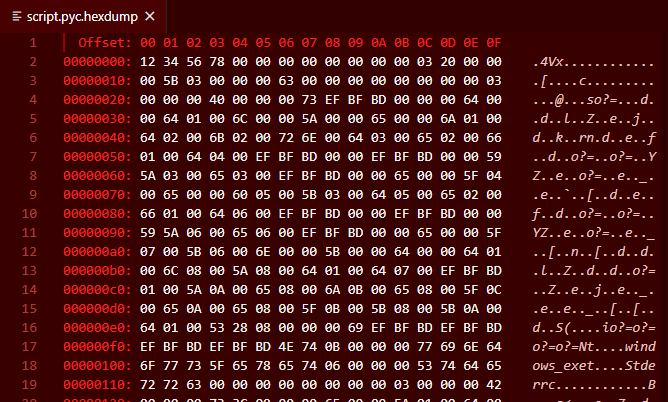 script.pyc.hexdump
1 Offset: 00 01 02 03 04 05 06 07 08 09 0A 0B 0C 0D 0E 0F
2 00000000: 12 34 56 78 00 00 00 00 00 00 00 00 03 20 00 00 .4Vx............
3 00000010: 00 5B 03 00 00 00 00 63 00 00 00 00 00 00 00 03 .[....c.........
4 00000020: 00 00 00 40 00 00 00 73 EF BF BD 00 00 00 64 00 ...@...so?=...d.
5 00000030: 00 64 01 00 6C 00 00 5A 00 00 65 00 00 6A 01 00 .d..l..Z..e..j..
6 00000040: 64 02 00 6B 02 00 72 6E 00 64 03 00 65 02 00 66 d..k..rn.d..e..f
7 00000050: 01 00 64 04 00 EF BF BD 00 00 EF BF BD 00 00 59 ..d..o?=..o?=..Y
8 00000060: 5A 03 00 65 03 00 EF BF BD 00 00 65 00 00 5F 04 Z..e..o?=..e.._.
9 00000070: 00 65 00 00 60 05 00 5B 03 00 64 05 00 65 02 00 .e..`..[..d..e..
10 00000080: 66 01 00 64 06 00 EF BF BD 00 00 EF BF BD 00 00 f..d..o?=..o?=..
11 00000090: 59 5A 06 00 65 06 00 EF BF BD 00 00 65 00 00 5F YZ..e..o?=..e.._
12 000000a0: 07 00 5B 06 00 6E 00 00 5B 00 00 64 00 00 64 01 ..[..n..[..d..d.
13 000000b0: 00 6C 08 00 5A 08 00 64 01 00 64 07 00 EF BF BD .l..Z..d..d..o?=
14 000000c0: 01 00 5A 0A 00 65 08 00 6A 0B 00 65 08 00 5F 0C ..Z..e..j..e.._.
15 000000d0: 00 65 0A 00 65 08 00 5F 0B 00 5B 08 00 5B 0A 00 .e..e.._..[..[..
16 000000e0: 64 01 00 53 28 08 00 00 00 69 EF BF BD EF BF BD d..S(....io?=o?=
17 000000f0: EF BF BD EF BF BD 4E 74 0B 00 00 00 77 69 6E 64 o?=o?=Nt....wind
18 00000100: 6F 77 73 5F 65 78 65 74 06 00 00 00 53 74 64 65 ows_exet....Stde
19 00000110: 72 72 63 00 00 00 00 00 00 00 00 03 00 00 00 42 rrc............B